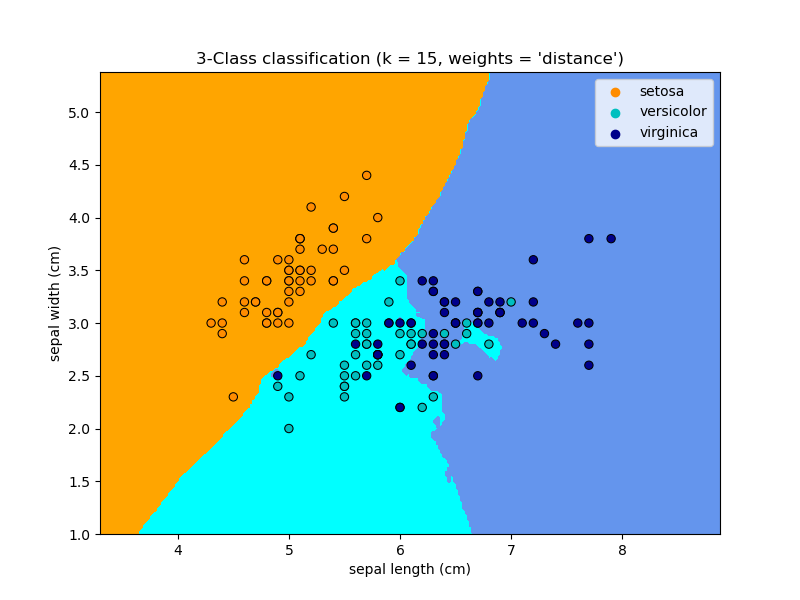 3-Class classification (k = 15, weights = 'distance')
setosa
versicolor
virginica
sepal width (cm)
5.0
4.5
4.0
3.5
3.0
2.5
2.0
1.5
1.0
4 5 6 7 8
sepal length (cm)